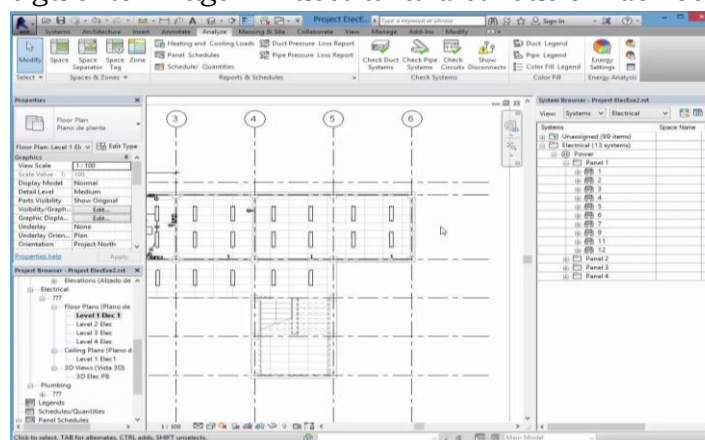 Project ElecE...
Type a keyword or phrase
Sign In
Systems Architecture Insert Annotate Analyze Massing & Site Collaborate View Manage Add-Ins Modify
Modify
Space
Space Separator
Space Tag
Zone
Heating and Cooling Loads
Panel Schedules
Schedule/ Quantities
Duct Pressure Loss Report
Pipe Pressure Loss Report
Check Duct Systems
Check Pipe Systems
Check Circuits
Show Disconnects
Duct Legend
Pipe Legend
Color Fill Legend
Energy Settings
Select
Spaces & Zones
Reports & Schedules
Check Systems
Color Fill
Energy Analysis
Properties
Floor Plan
Plano de planta
Floor Plan: Level 1 El
Edit Type
Graphics
View Scale 1 : 100
Scale Value 1: 100
Display Model Normal
Detail Level Medium
Parts Visibility Show Original
Visibility/Graph... Edit...
Graphic Displa... Edit...
Underlay None
Underlay Orien... Plan
Orientation Project North
Properties help
Apply
Project Browser - Project ElecExe2.rvt
Elevations (Alzado de
Electrical
???
Floor Plans (Plano de
Level 1 Elec 1
Level 2 Elec
Level 3 Elec
Level 4 Elec
Ceiling Plans (Plano d
Level 1 Elec1
3D Views (Vista 3D)
3D Elec PB
Plumbing
???
Legends
Schedules/Quantities
Panel Schedules
3 4 5 6
1 : 100
System Browser - Project ElecExe2.rvt
View: Systems Electrical
Systems Space Name
Unassigned (99 items)
Electrical (13 systems)
Power
Panel 1
1
2
3
4
5
6
7
9
11
12
Panel 2
Panel 3
Panel 4
Click to select, TAB for alternates, CTRL adds, SHIFT unselects.
Main Model